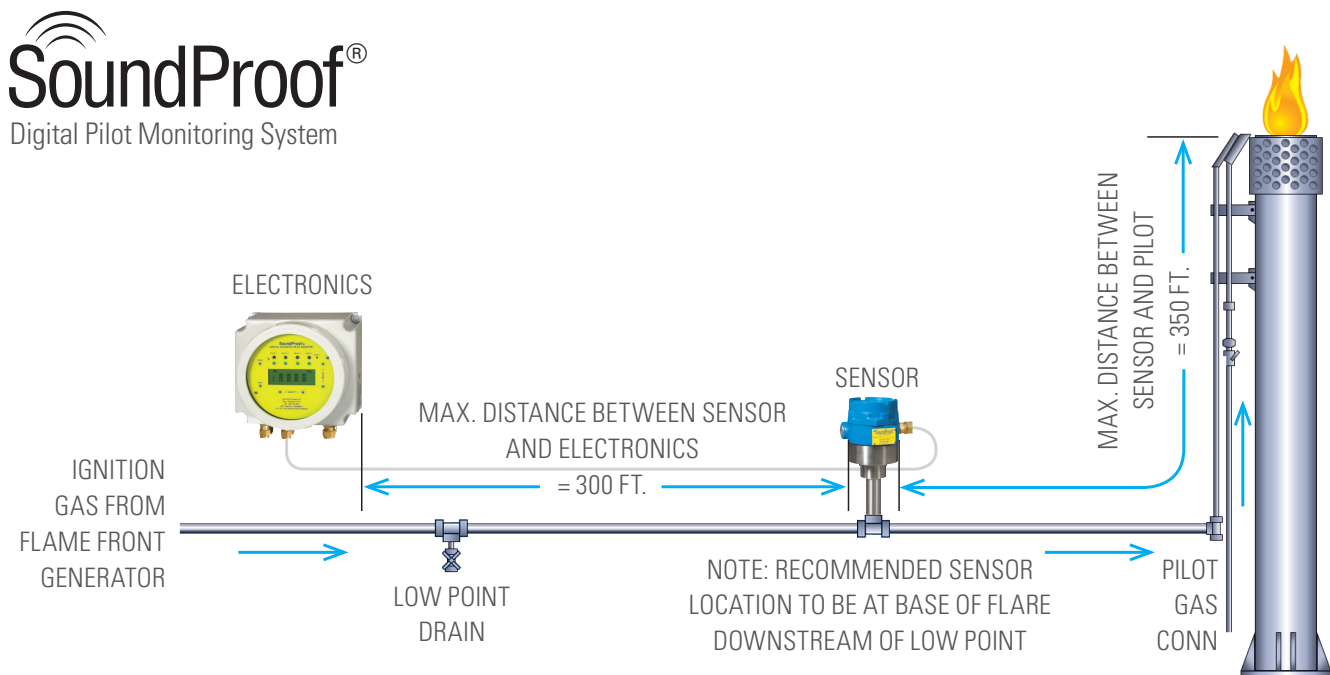 SoundProof®
Digital Pilot Monitoring System
ELECTRONICS
SoundProof
MAX. DISTANCE BETWEEN SENSOR
AND ELECTRONICS
= 300 FT.
SENSOR
MAX. DISTANCE BETWEEN
SENSOR AND PILOT
= 350 FT.
IGNITION
GAS FROM
FLAME FRONT
GENERATOR
LOW POINT
DRAIN
NOTE: RECOMMENDED SENSOR
LOCATION TO BE AT BASE OF FLARE
DOWNSTREAM OF LOW POINT
PILOT
GAS
CONN